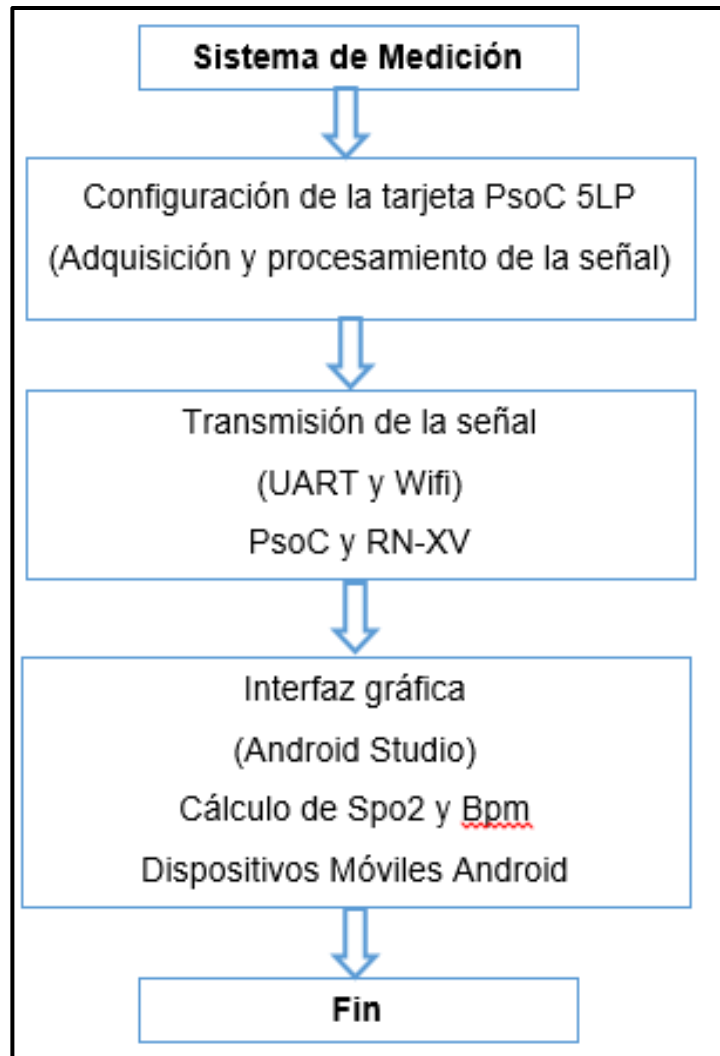 Sistema de Medición
Configuración de la tarjeta PsoC 5LP
(Adquisición y procesamiento de la señal)
Transmisión de la señal
(UART y Wifi)
PsoC y RN-XV
Interfaz gráfica
(Android Studio)
Cálculo de Spo2 y Bpm
Dispositivos Móviles Android
Fin